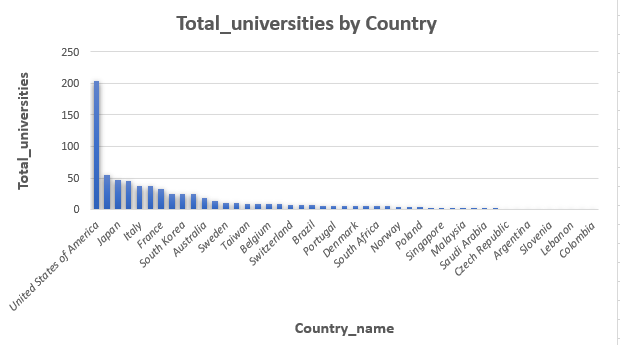 Total_universities by Country
Total_universities
250
200
150
100
50
0
United States of America
Japan
Italy
France
South Korea
Australia
Sweden
Taiwan
Belgium
Switzerland
Brazil
Portugal
Denmark
South Africa
Norway
Poland
Singapore
Malaysia
Saudi Arabia
Czech Republic
Argentina
Slovenia
Lebanon
Colombia
Country_name